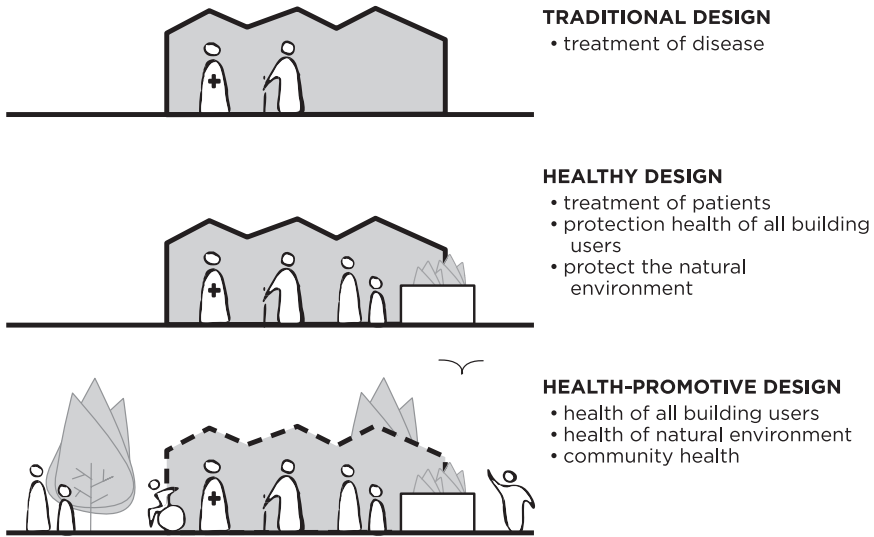 TRADITIONAL DESIGN
• treatment of disease
HEALTHY DESIGN
• treatment of patients
• protection health of all building
users
• protect the natural
environment
HEALTH-PROMOTIVE DESIGN
• health of all building users
• health of natural environment
• community health